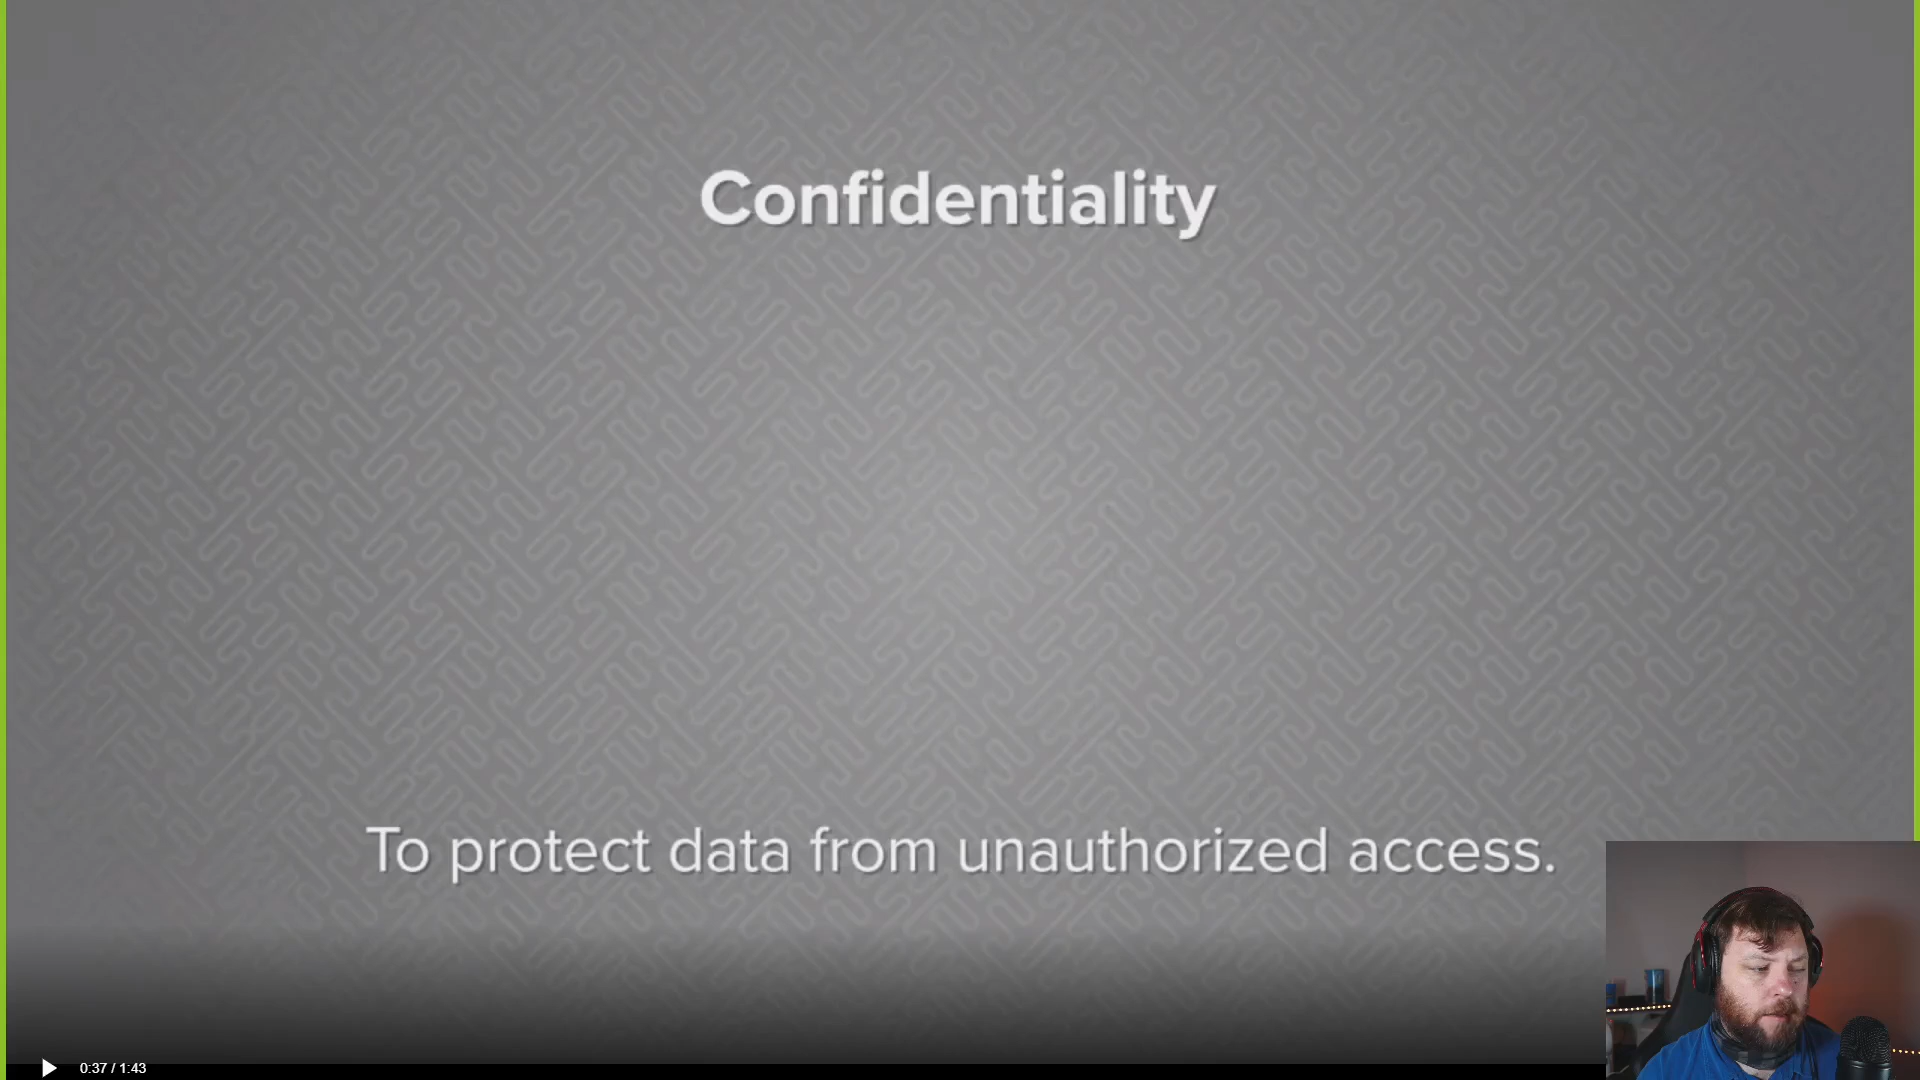 Confidentiality
To protect data from unauthorized access.
0:37 / 1:43